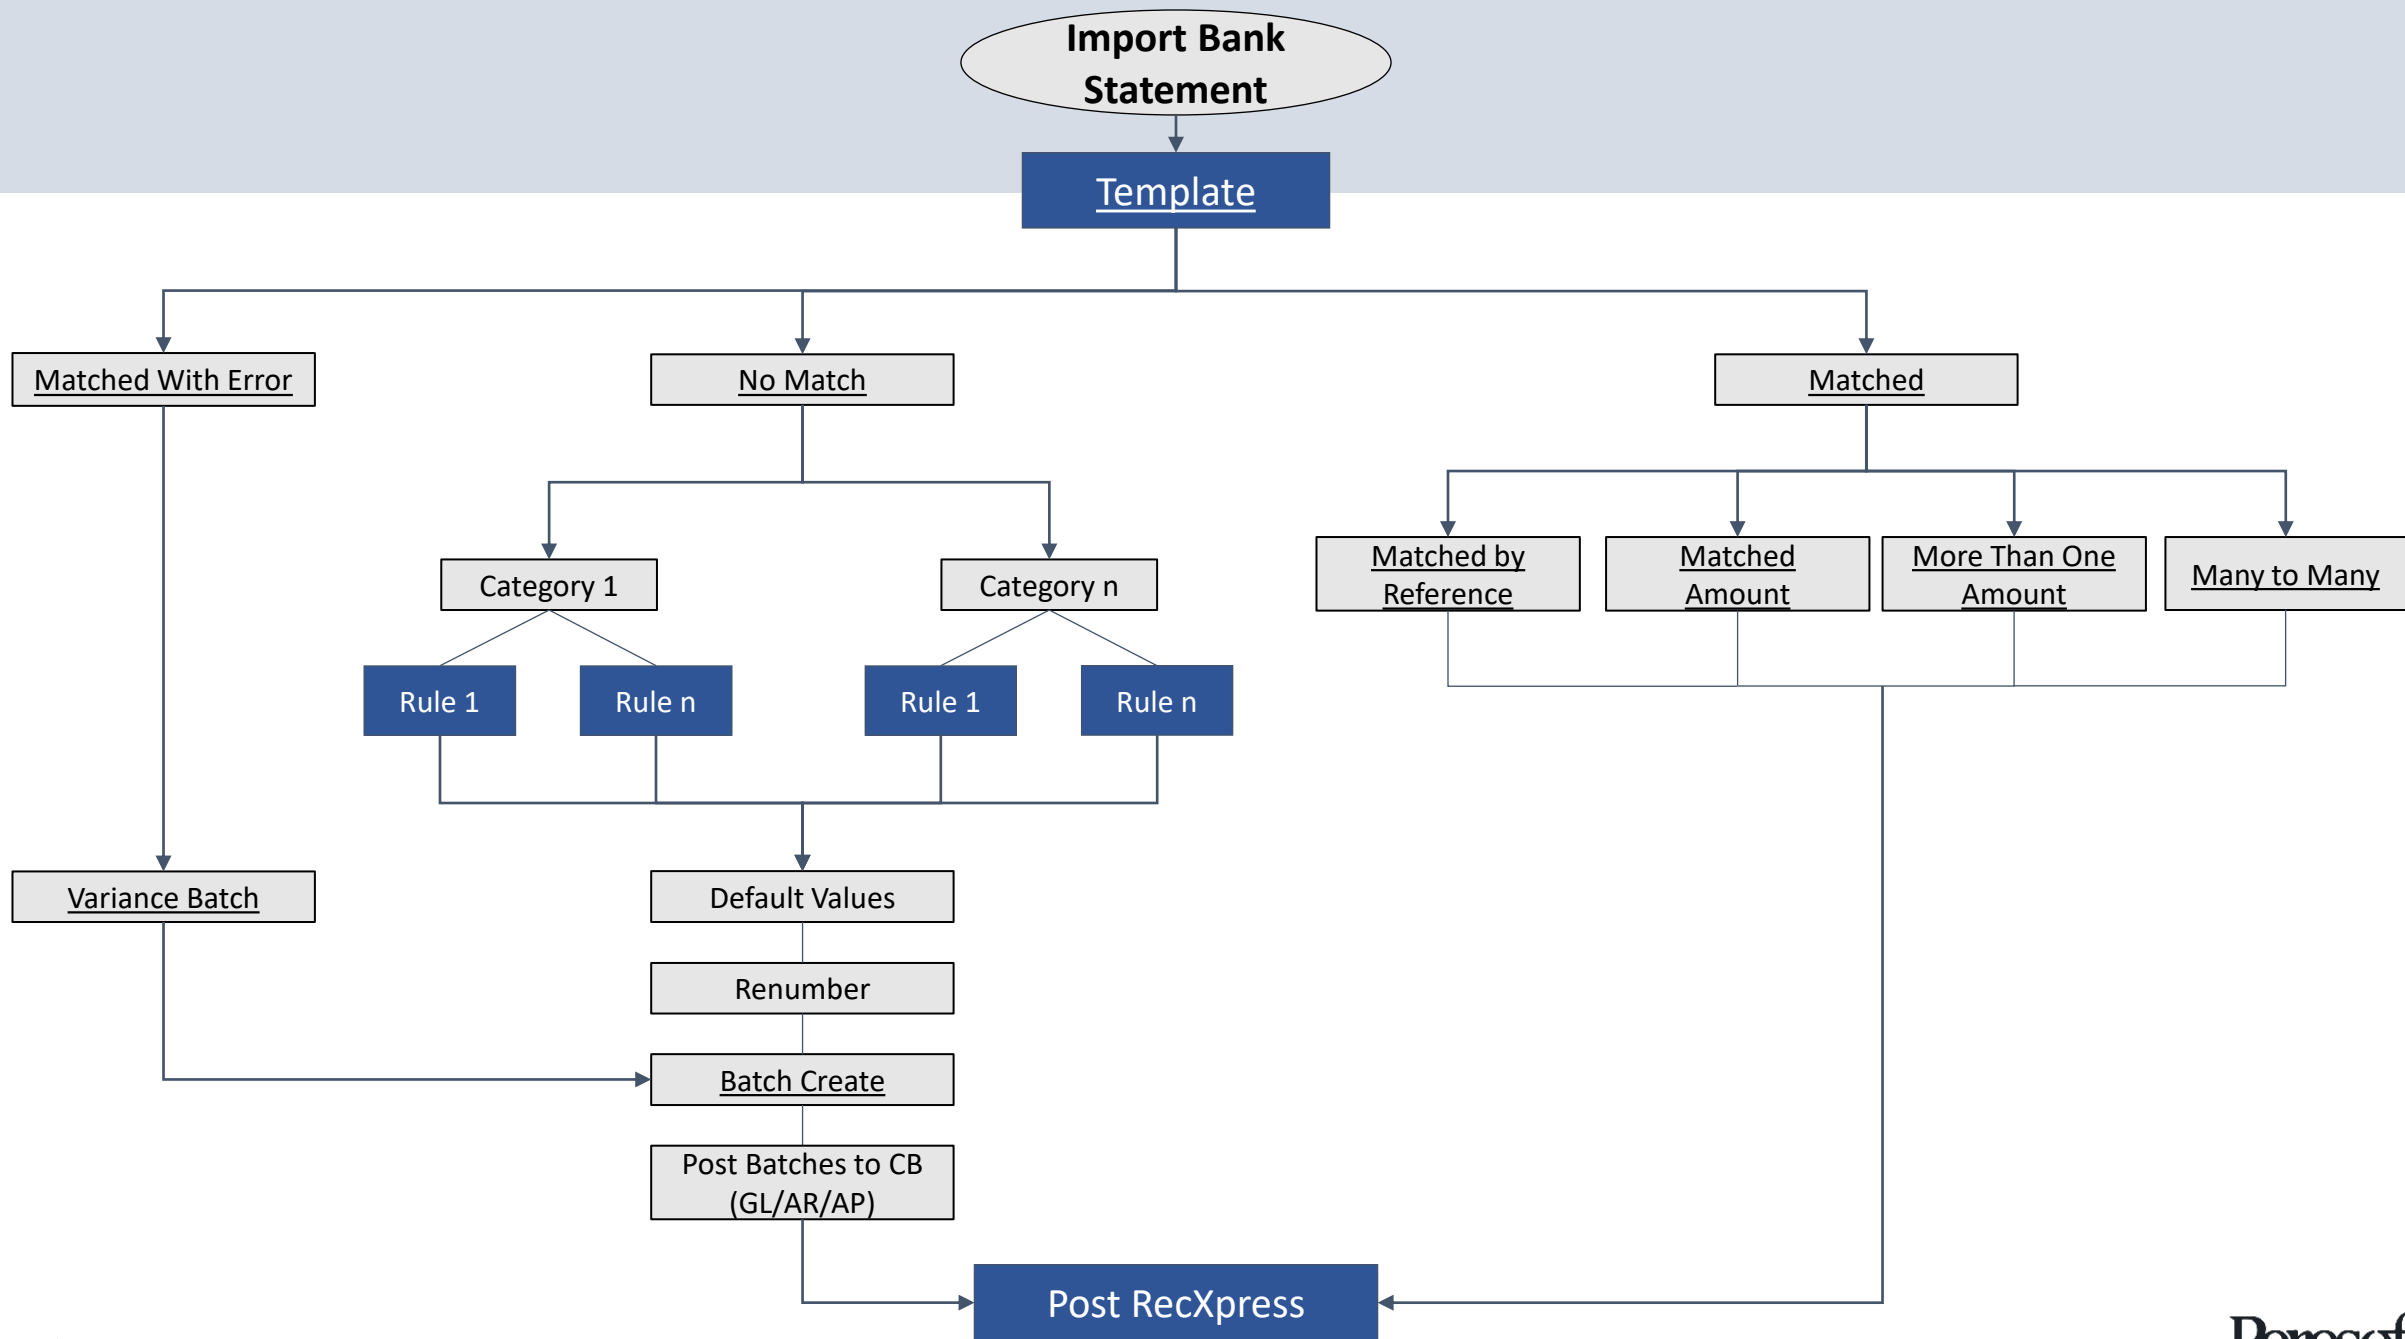 Import Bank
Statement
Template
Matched With Error
No Match
Matched
Matched by
Reference
Matched
Amount
More Than One
Amount
Many to Many
Category 1
Category n
Rule 1
Rule n
Rule 1
Rule n
Variance Batch
Default Values
Renumber
Batch Create
Post Batches to CB
(GL/AR/AP)
Post RecXpress